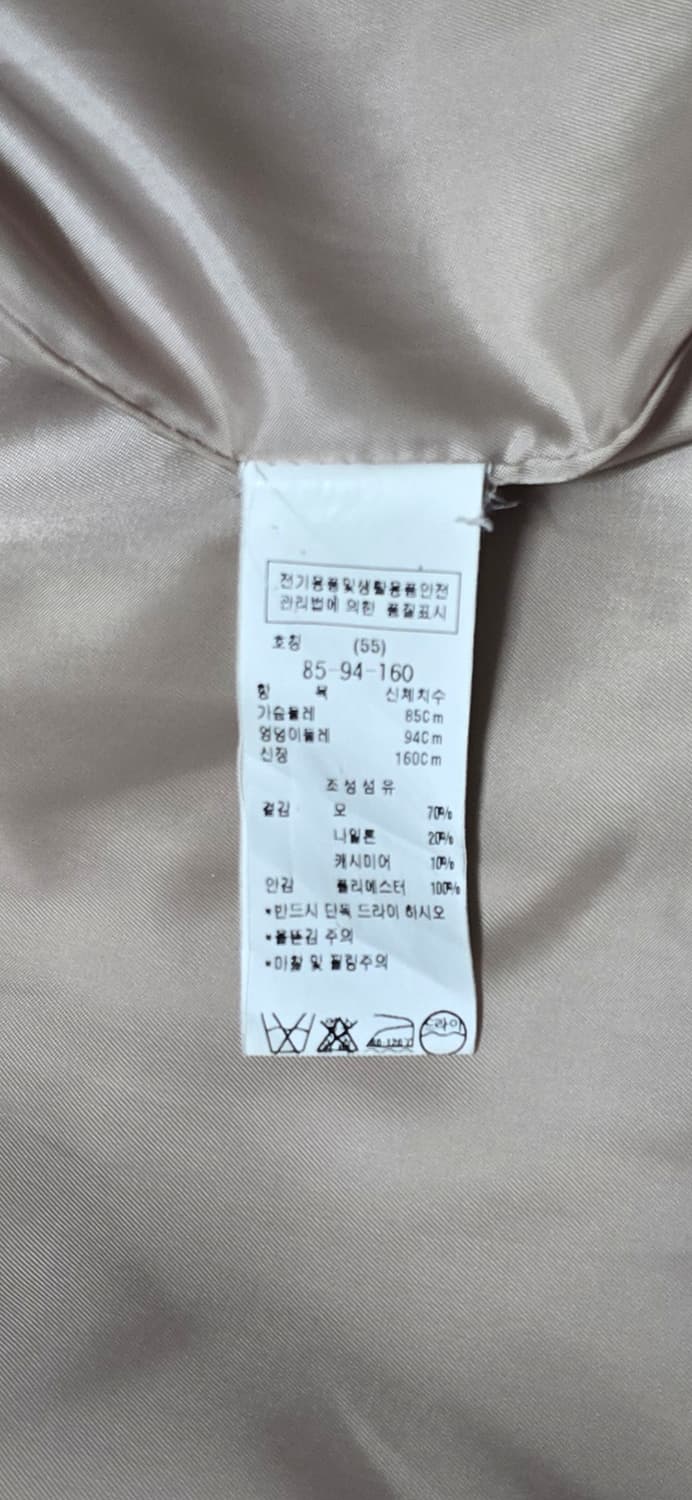 전기용품및생활용품안전
관리법에 의한 품질표시
호칭 (55)
85-94-160
항 목 신체치수
가슴둘레 85Cm
엉덩이둘레 94Cm
신장 160Cm
조성섬유
겉감 모 70%
나일론 20%
캐시미어 10%
안감 폴리에스터 100%
*반드시 단독 드라이 하시오
*올뜯김 주의
*마찰 및 필링주의
드라이